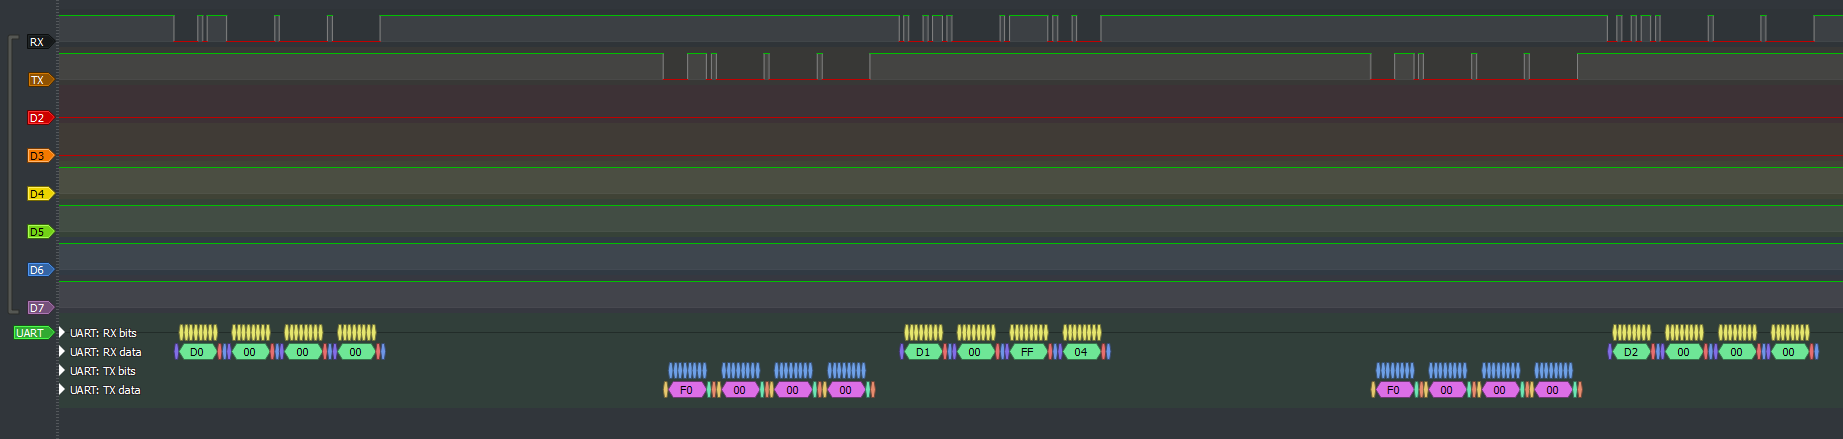 RX
TX
D2
D3
D4
D5
D6
D7
UART UART: RX bits
UART: RX data D0 00 00 00 D1 00 FF 04 D2 00 00 00
UART: TX bits
UART: TX data F0 00 00 00 F0 00 00 00